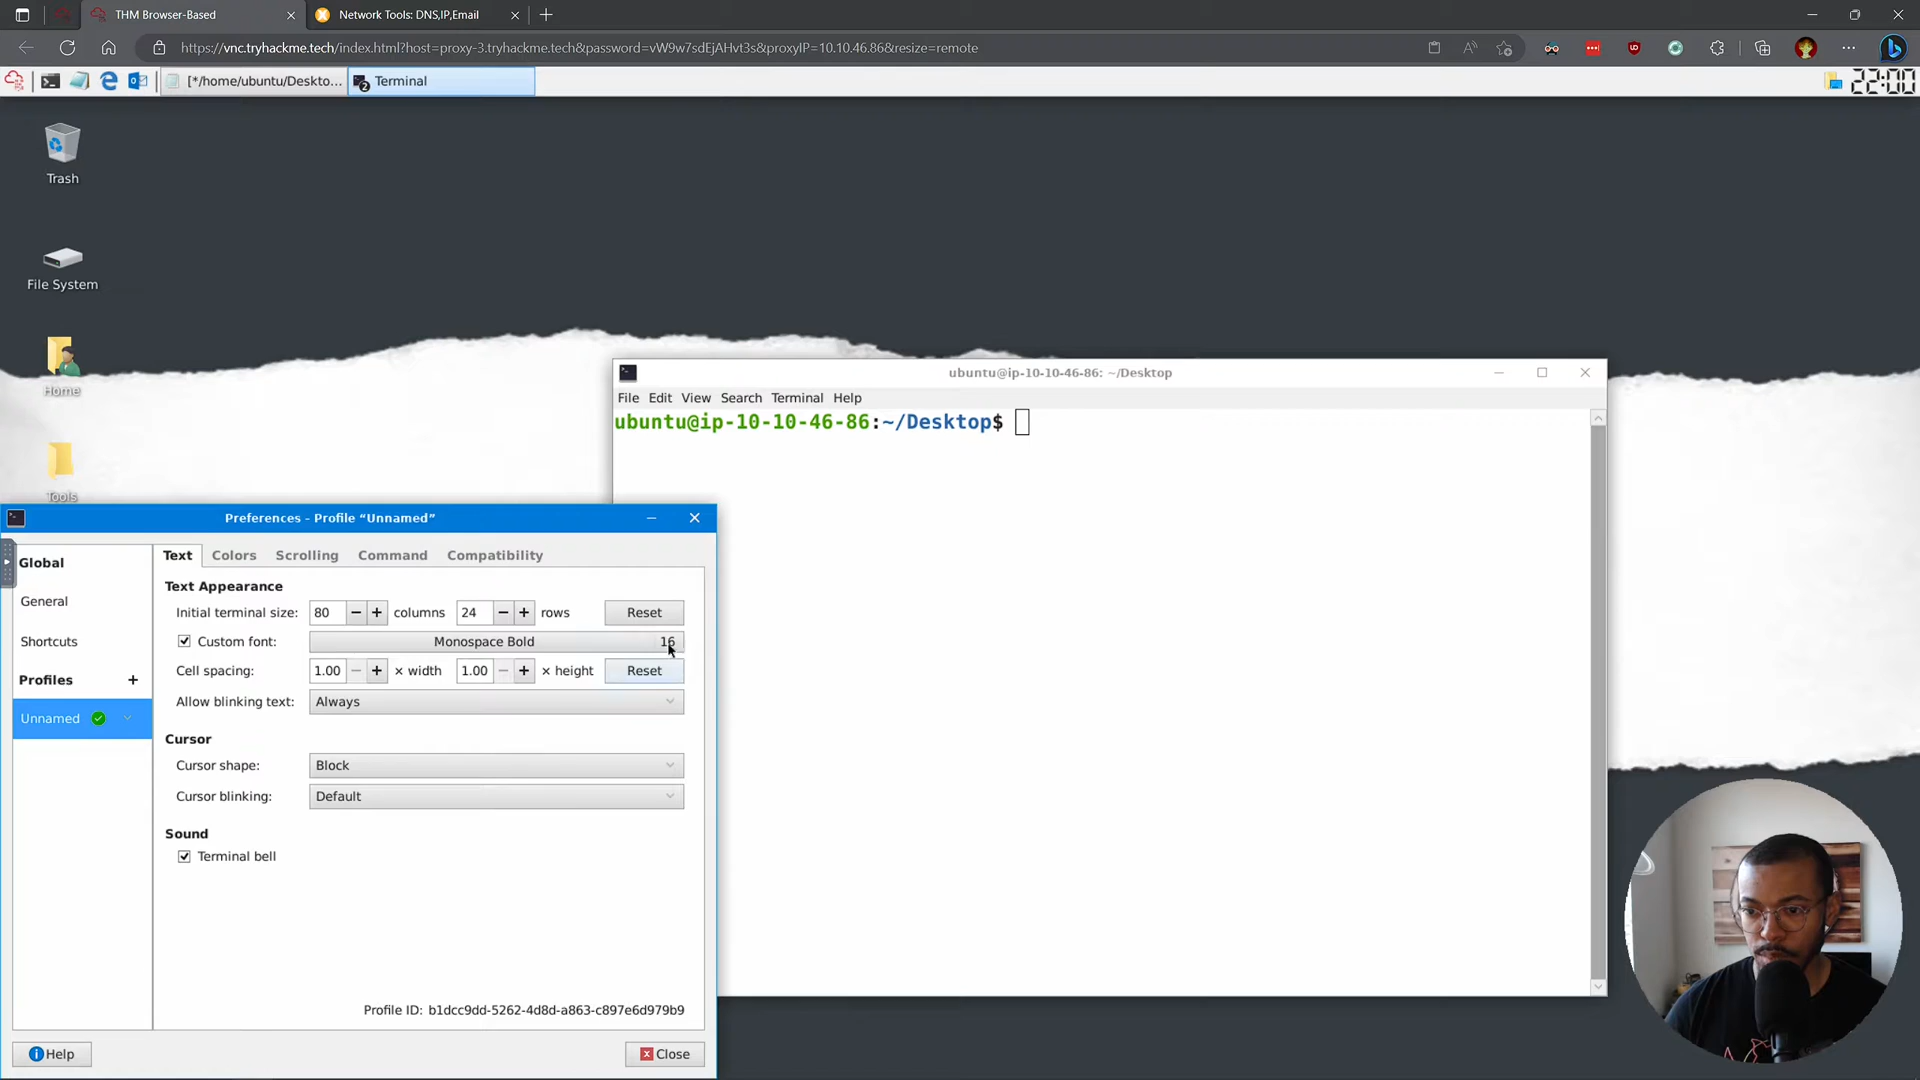 THM Browser-Based
Network Tools: DNS,IP,Email
https://vnc.tryhackme.tech/index.html?host=proxy-3.tryhackme.tech&password=vW9w7sdEjAHvt3s&proxyIP=10.10.46.86&resize=remote
[*/home/ubuntu/Deskto...
2 Terminal
22:00
Trash
File System
Home
Tools
ubuntu@ip-10-10-46-86: ~/Desktop
File Edit View Search Terminal Help
ubuntu@ip-10-10-46-86:~/Desktop$
Preferences – Profile “Unnamed”
Global
General
Shortcuts
Profiles +
Unnamed
Text Colors Scrolling Command Compatibility
Text Appearance
Initial terminal size: 80 − + columns 24 − + rows Reset
Custom font: Monospace Bold 16
Cell spacing: 1.00 − + × width 1.00 − + × height Reset
Allow blinking text: Always
Cursor
Cursor shape: Block
Cursor blinking: Default
Sound
Terminal bell
Profile ID: b1dcc9dd-5262-4d8d-a863-c897e6d979b9
Help
Close